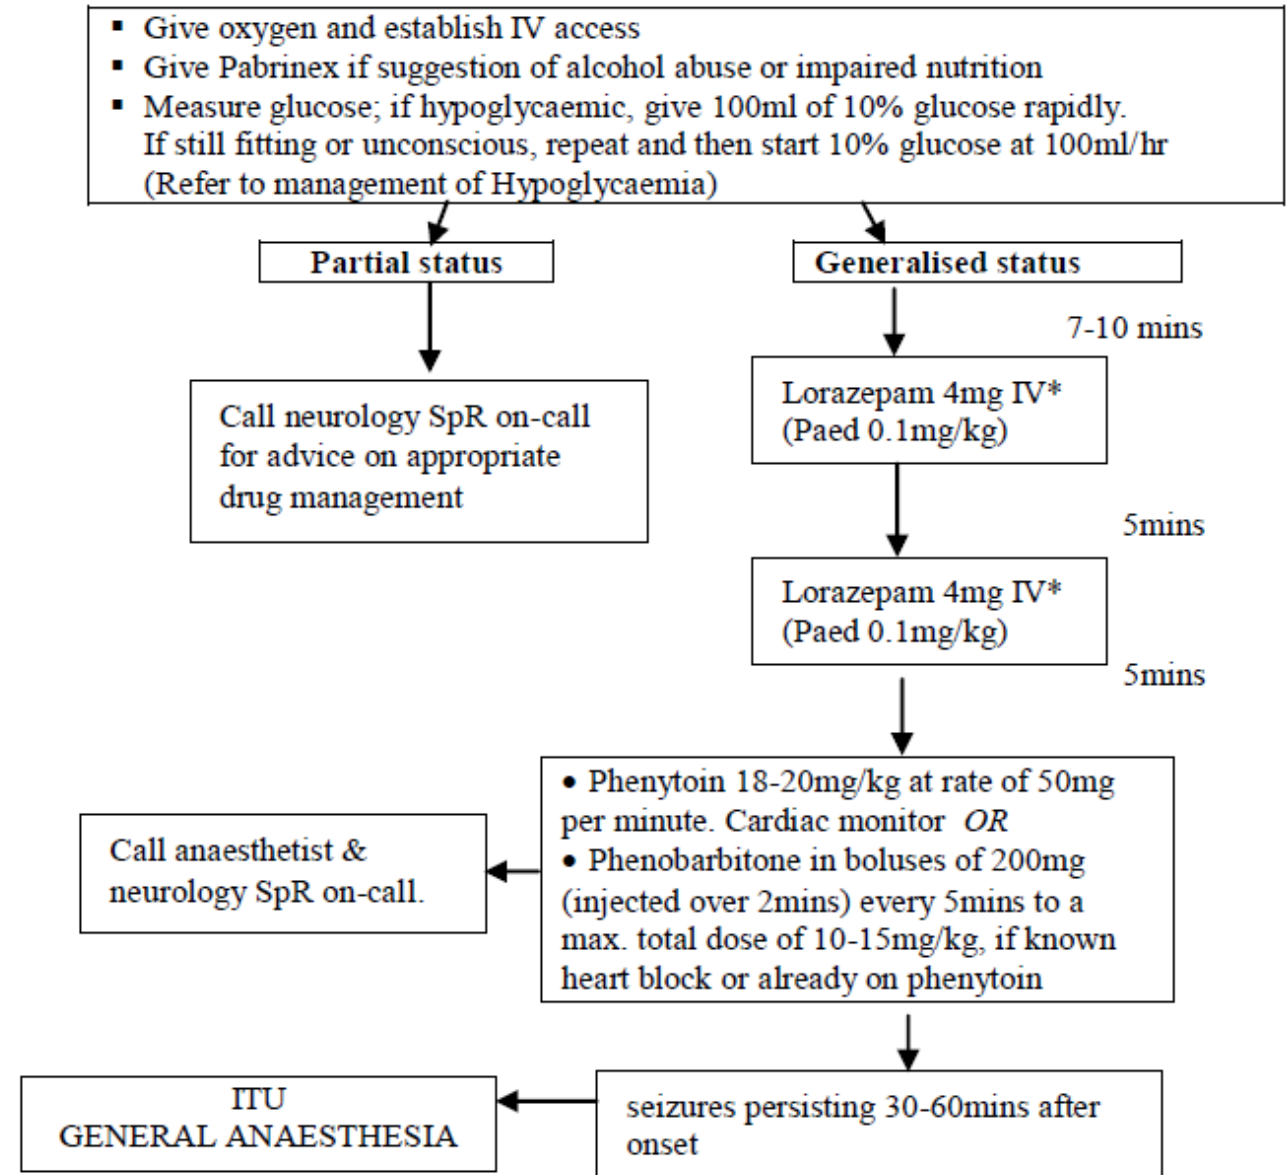 ▪ Give oxygen and establish IV access
▪ Give Pabrinex if suggestion of alcohol abuse or impaired nutrition
▪ Measure glucose; if hypoglycaemic, give 100ml of 10% glucose rapidly.
If still fitting or unconscious, repeat and then start 10% glucose at 100ml/hr
(Refer to management of Hypoglycaemia)
Partial status
Generalised status
7-10 mins
Call neurology SpR on-call
for advice on appropriate
drug management
Lorazepam 4mg IV*
(Paed 0.1mg/kg)
5mins
Lorazepam 4mg IV*
(Paed 0.1mg/kg)
5mins
• Phenytoin 18-20mg/kg at rate of 50mg
per minute. Cardiac monitor OR
• Phenobarbitone in boluses of 200mg
(injected over 2mins) every 5mins to a
max. total dose of 10-15mg/kg, if known
heart block or already on phenytoin
Call anaesthetist &
neurology SpR on-call.
seizures persisting 30-60mins after
onset
ITU
GENERAL ANAESTHESIA